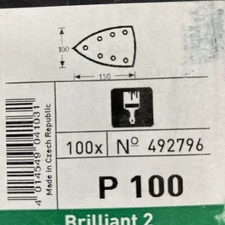 100
150
100x Nº 492796
P 100
Brilliant 2
4 014549 041031
Made in Czech Republic